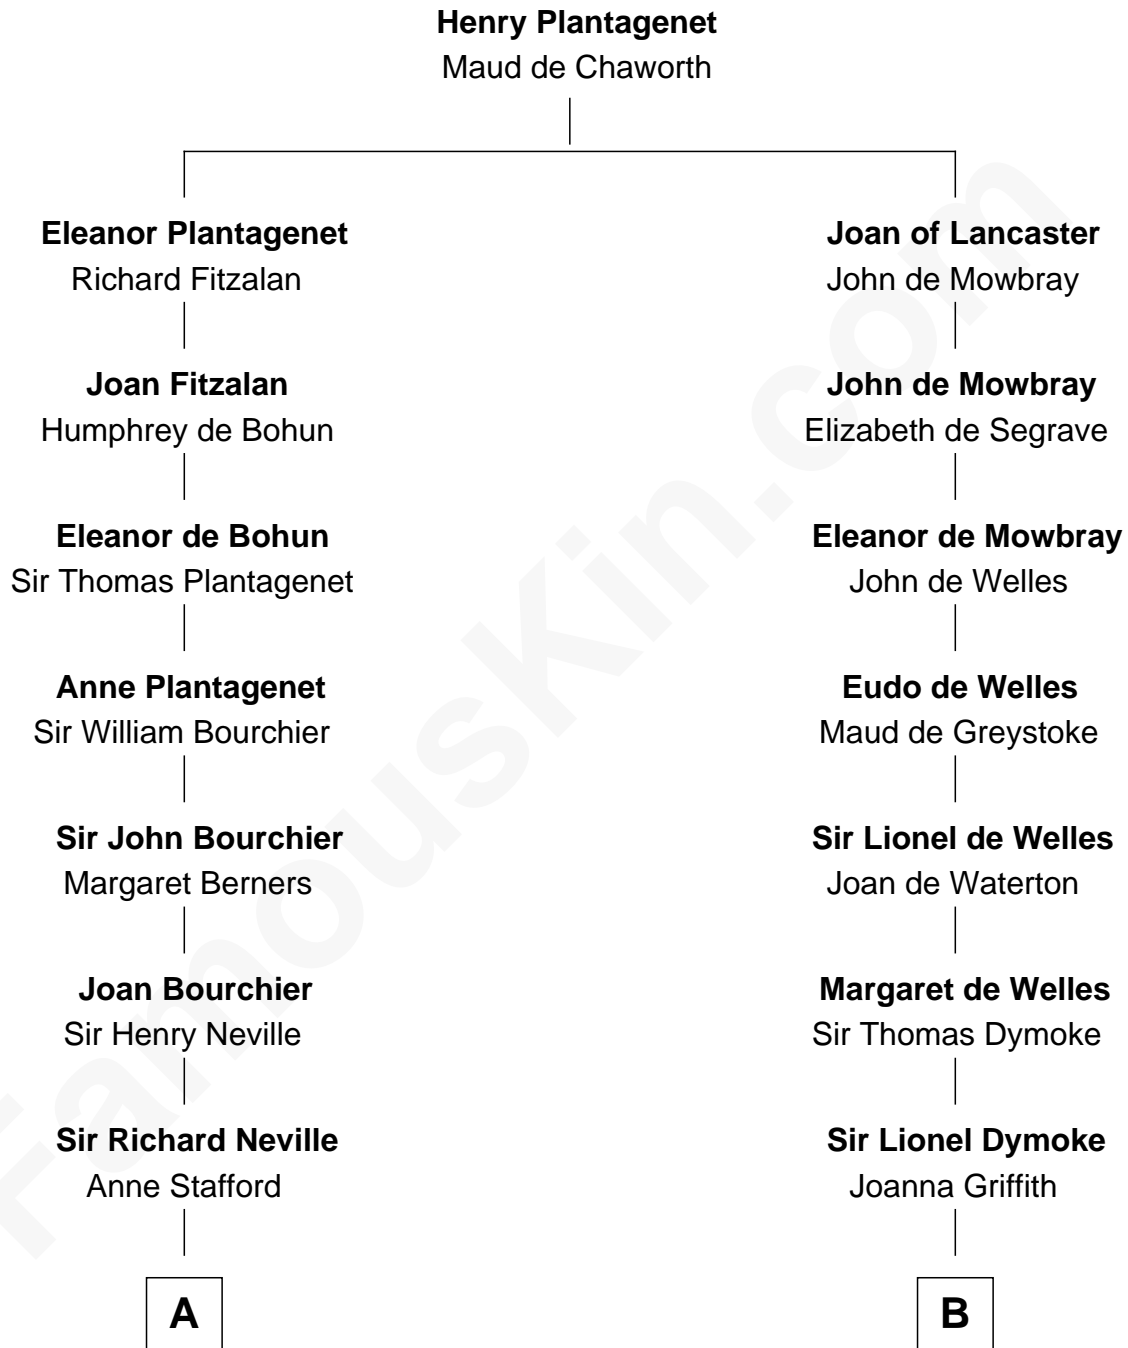 Henry Plantagenet
Maud de Chaworth
Eleanor Plantagenet
Richard Fitzalan
Joan of Lancaster
John de Mowbray
Joan Fitzalan
Humphrey de Bohun
John de Mowbray
Elizabeth de Segrave
Eleanor de Bohun
Sir Thomas Plantagenet
Eleanor de Mowbray
John de Welles
Anne Plantagenet
Sir William Bourchier
Eudo de Welles
Maud de Greystoke
Sir John Bourchier
Margaret Berners
Sir Lionel de Welles
Joan de Waterton
Joan Bourchier
Sir Henry Neville
Margaret de Welles
Sir Thomas Dymoke
Sir Richard Neville
Anne Stafford
Sir Lionel Dymoke
Joanna Griffith
A
B
FamousKin.com